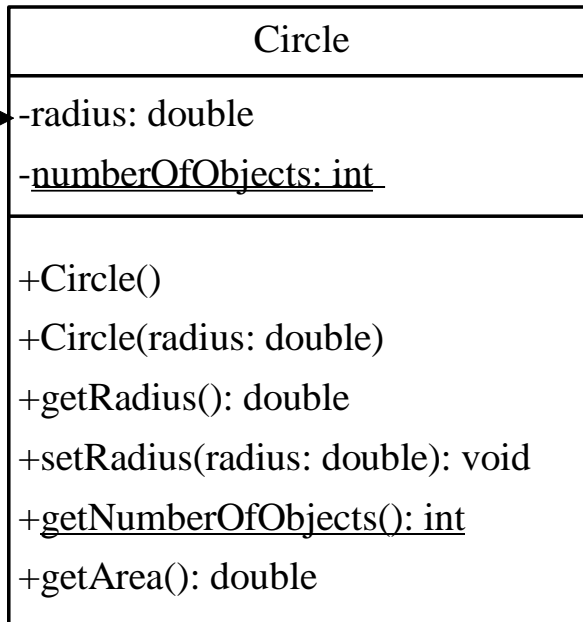 Circle
-radius: double
-numberOfObjects: int
+Circle()
+Circle(radius: double)
+getRadius(): double
+setRadius(radius: double): void
+getNumberOfObjects(): int
+getArea(): double